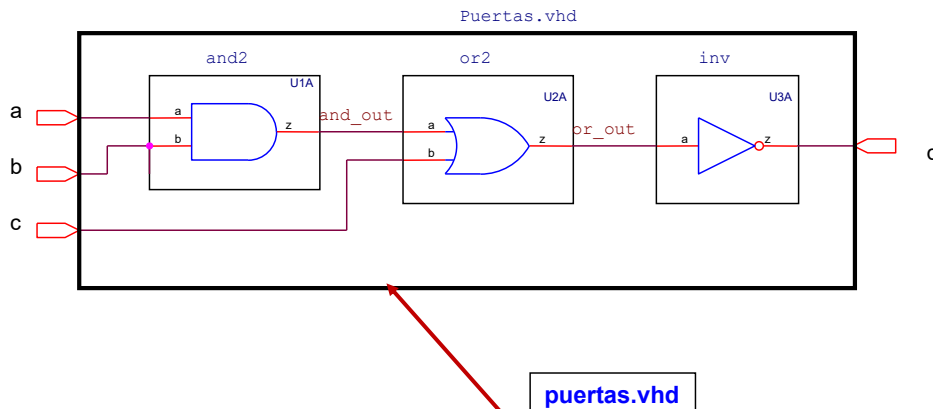 Puertas.vhd
and2
or2
inv
U1A
U2A
U3A
a
a
b
z
and_out
a
b
z
or_out
a
z
b
c
puertas.vhd